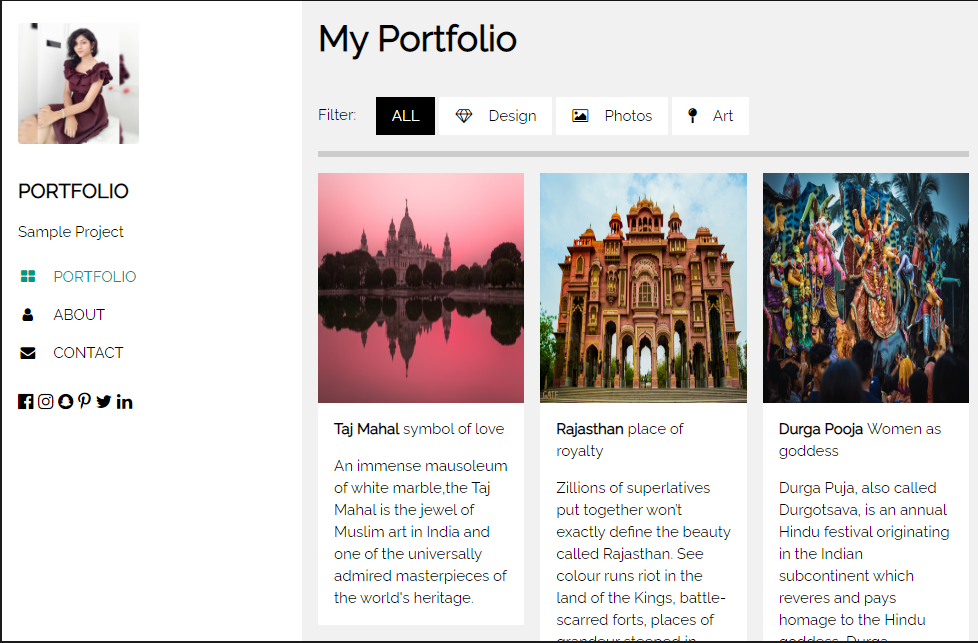 My Portfolio
Filter:
ALL
Design
Photos
Art
PORTFOLIO
Sample Project
PORTFOLIO
ABOUT
CONTACT
Taj Mahal symbol of love
An immense mausoleum
of white marble,the Taj
Mahal is the jewel of
Muslim art in India and
one of the universally
admired masterpieces of
the world's heritage.
Rajasthan place of
royalty
Zillions of superlatives
put together won't
exactly define the beauty
called Rajasthan. See
colour runs riot in the
land of the Kings, battle-
scarred forts, places of
grandeur steeped in
Durga Pooja Women as
goddess
Durga Puja, also called
Durgotsava, is an annual
Hindu festival originating
in the Indian
subcontinent which
reveres and pays
homage to the Hindu
goddess, Durga